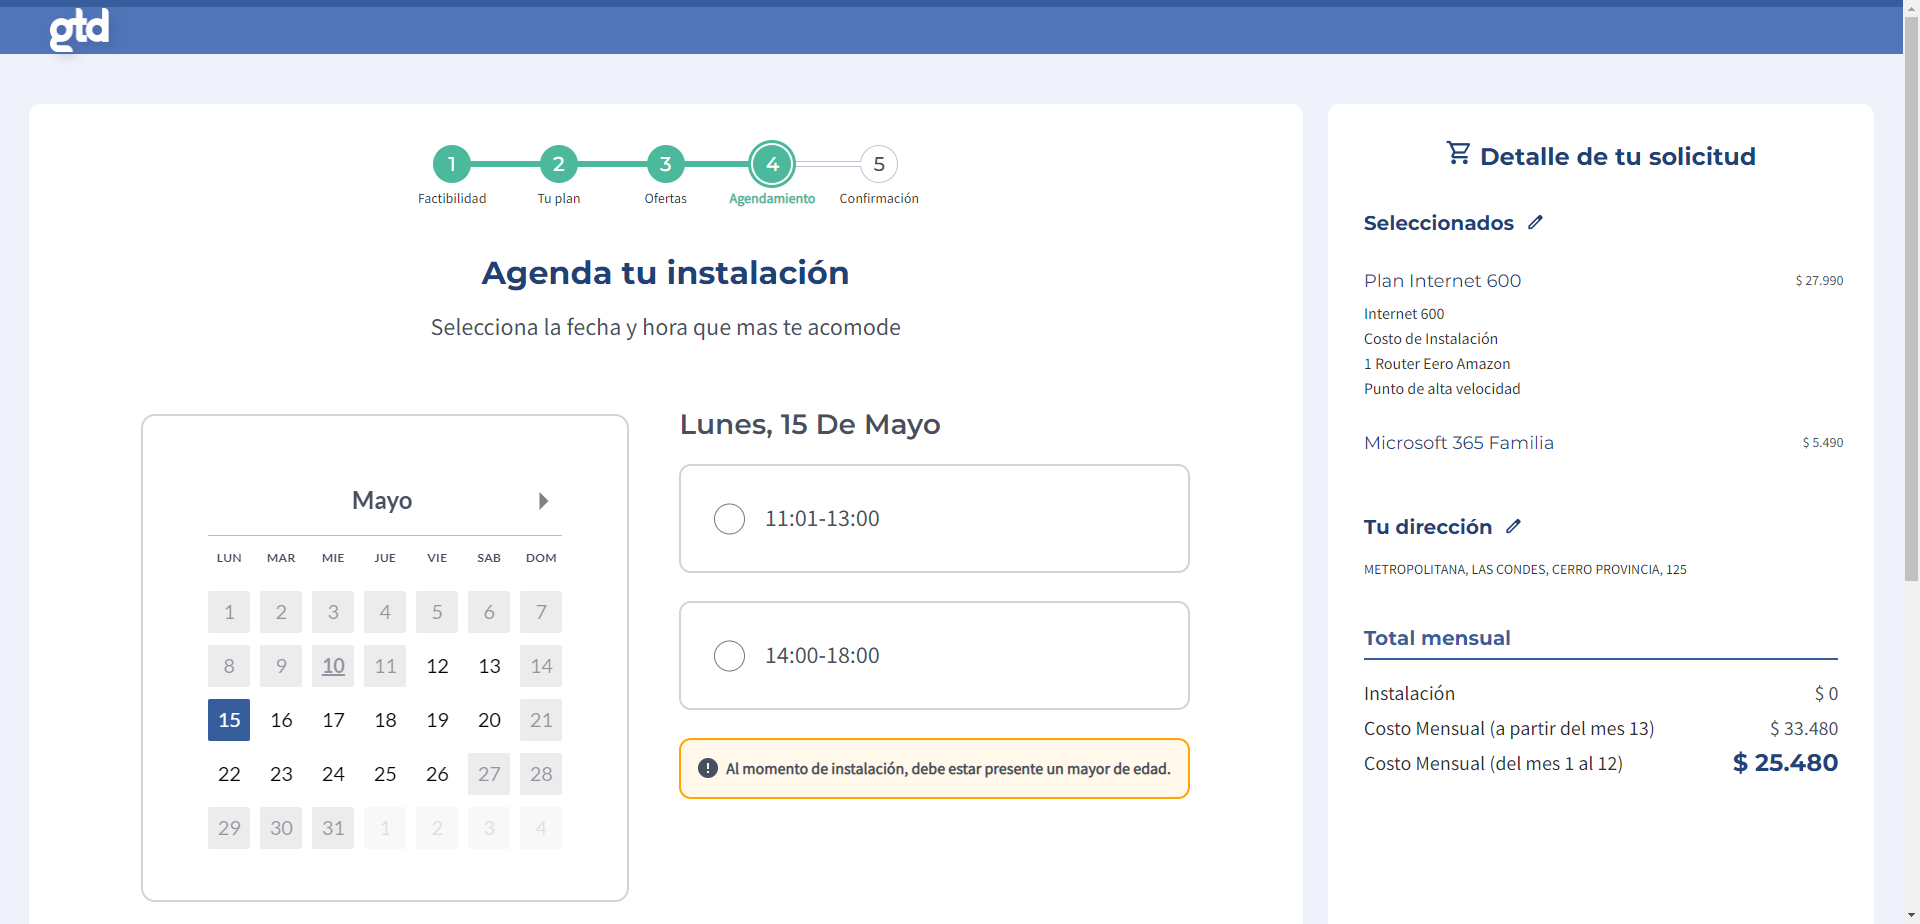 gtd
1 2 3 4 5
Factibilidad Tu plan Ofertas Agendamiento Confirmación
Agenda tu instalación
Selecciona la fecha y hora que mas te acomode
Mayo
LUN MAR MIE JUE VIE SAB DOM
1 2 3 4 5 6 7
8 9 10 11 12 13 14
15 16 17 18 19 20 21
22 23 24 25 26 27 28
29 30 31 1 2 3 4
Lunes, 15 De Mayo
11:01-13:00
14:00-18:00
Al momento de instalación, debe estar presente un mayor de edad.
Detalle de tu solicitud
Seleccionados
Plan Internet 600 $ 27.990
Internet 600
Costo de Instalación
1 Router Eero Amazon
Punto de alta velocidad
Microsoft 365 Familia $ 5.490
Tu dirección
METROPOLITANA, LAS CONDES, CERRO PROVINCIA, 125
Total mensual
Instalación $ 0
Costo Mensual (a partir del mes 13) $ 33.480
Costo Mensual (del mes 1 al 12) $ 25.480